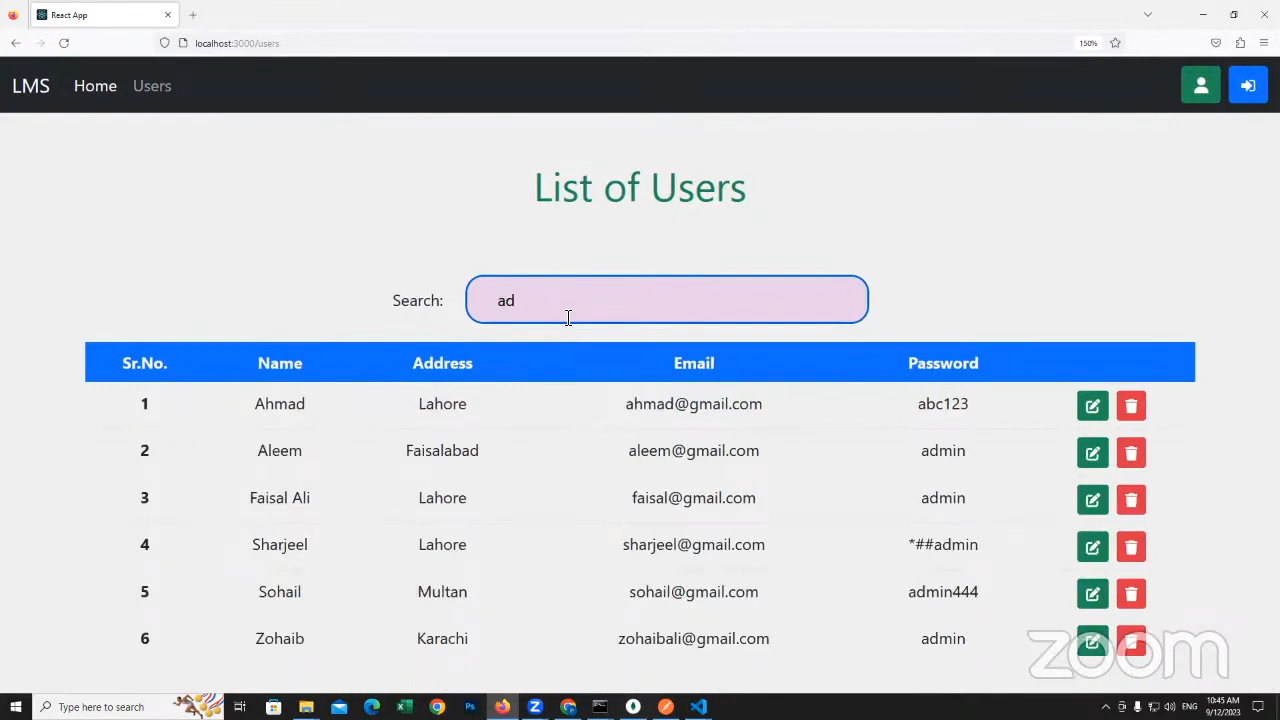 React App
localhost:3000/users
150%
LMS Home Users
List of Users
Search: ad
Sr.No. Name Address Email Password
1 Ahmad Lahore ahmad@gmail.com abc123
2 Aleem Faisalabad aleem@gmail.com admin
3 Faisal Ali Lahore faisal@gmail.com admin
4 Sharjeel Lahore sharjeel@gmail.com *##admin
5 Sohail Multan sohail@gmail.com admin444
6 Zohaib Karachi zohaibali@gmail.com admin
zoom
Type here to search
ENG
10:45 AM
9/12/2023